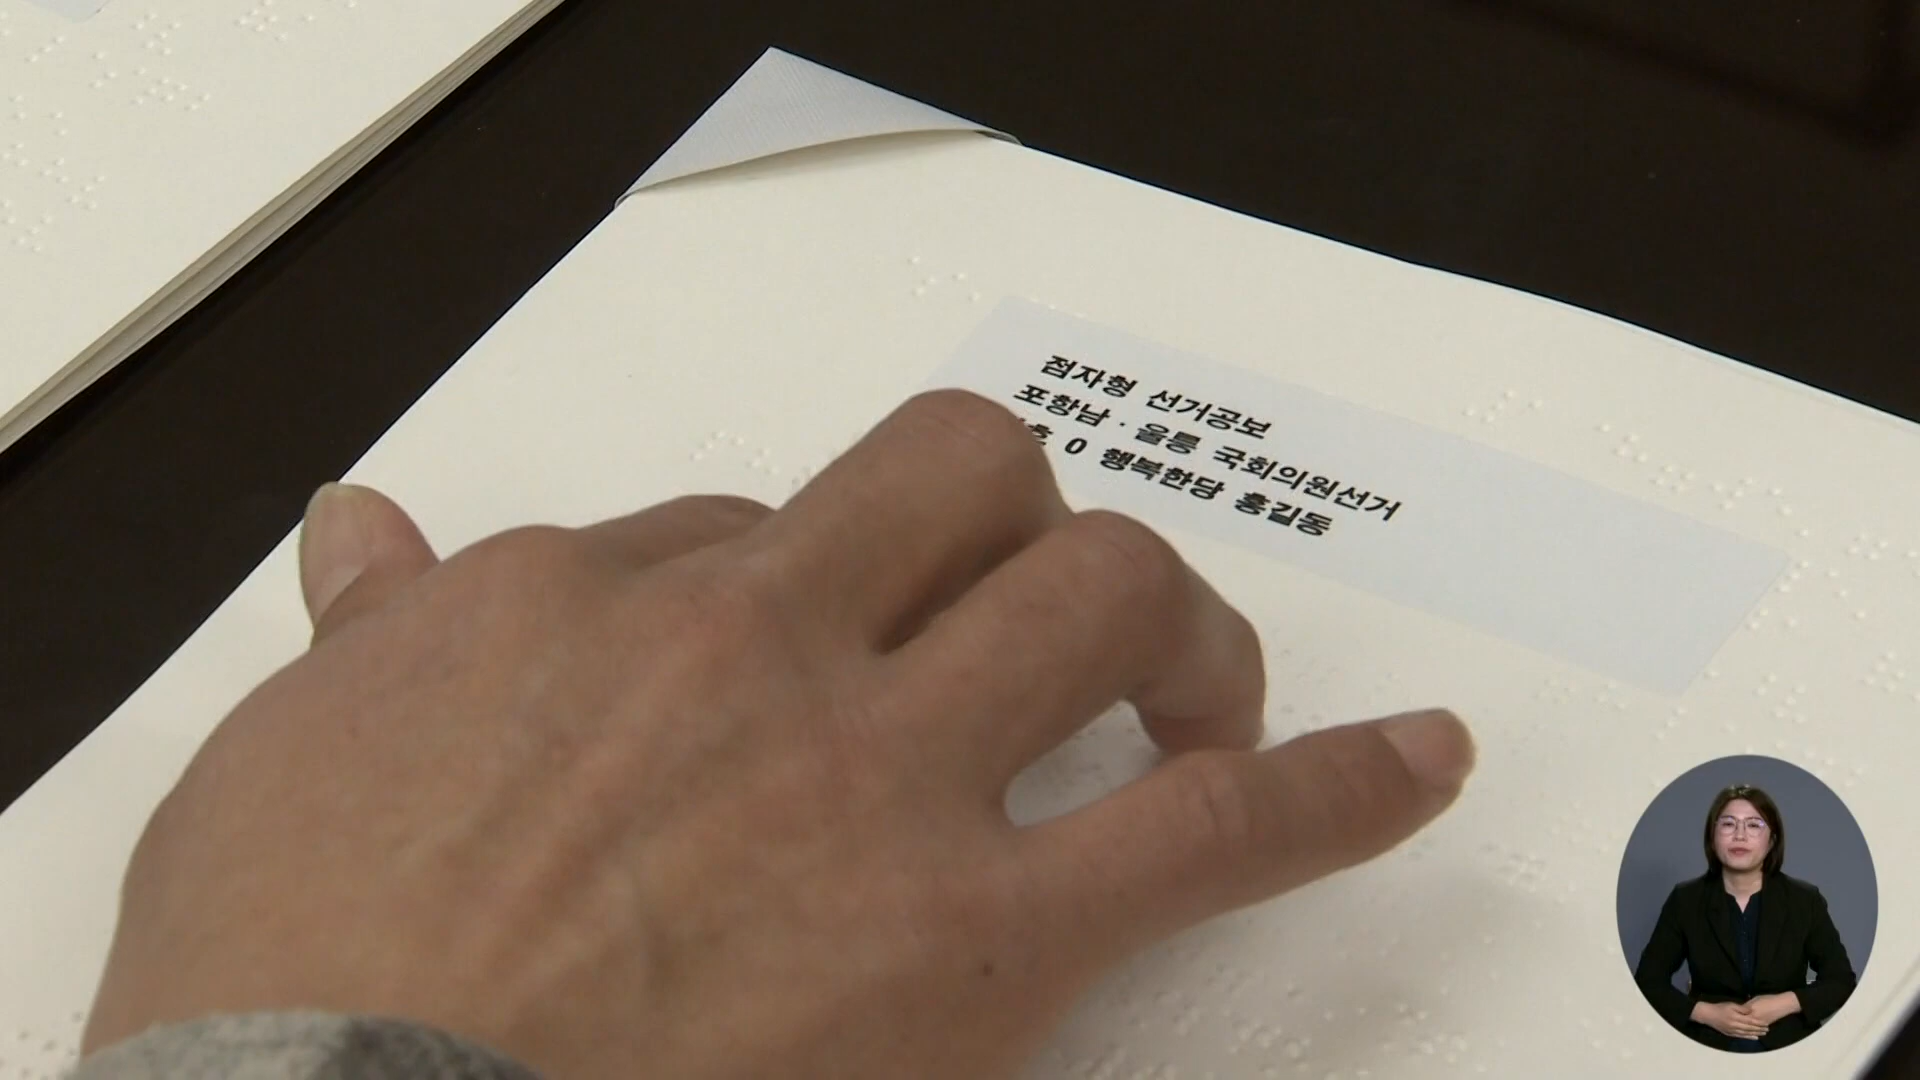 점자형 선거공보
포항남·울릉 국회의원선거
0 행복한당 홍길동